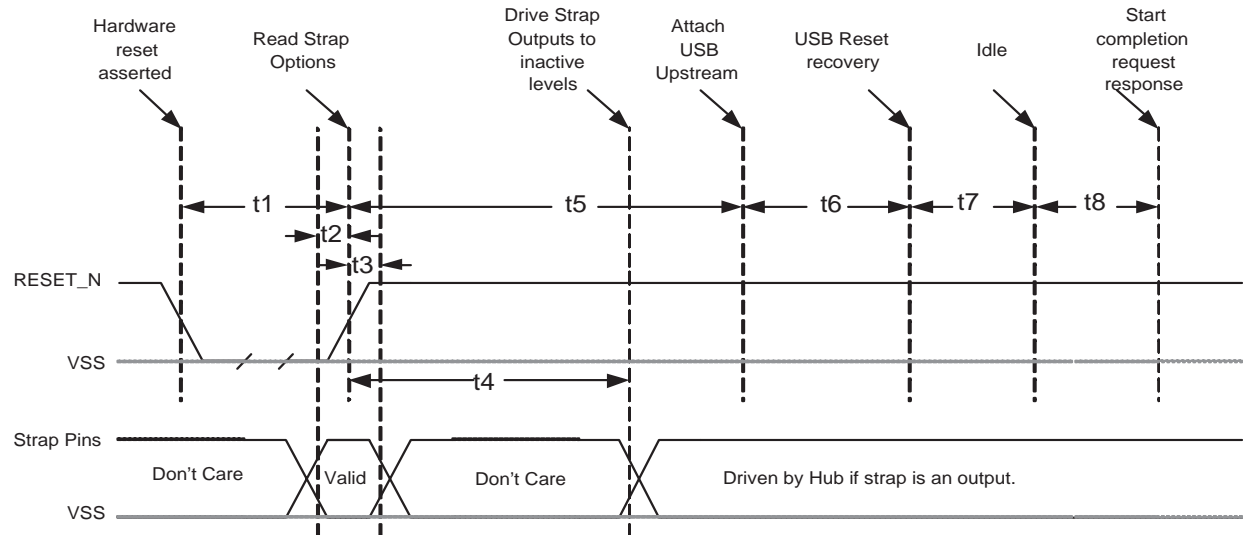 Hardware
reset
asserted
Read Strap
Options
Drive Strap
Outputs to
inactive
levels
Attach
USB
Upstream
USB Reset
recovery
Idle
Start
completion
request
response
t1
t5
t6
t7
t8
t2
t3
RESET_N
VSS
t4
Strap Pins
Don't Care
Valid
Don't Care
Driven by Hub if strap is an output.
VSS